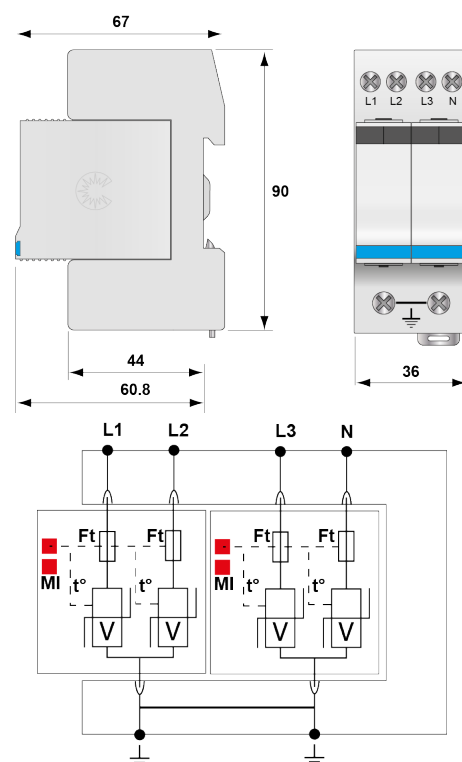 67
L1 L2 L3 N
90
44
60.8
36
L1 L2 L3 N
Ft Ft Ft Ft
MI t° t° MI t° t°
V V V V